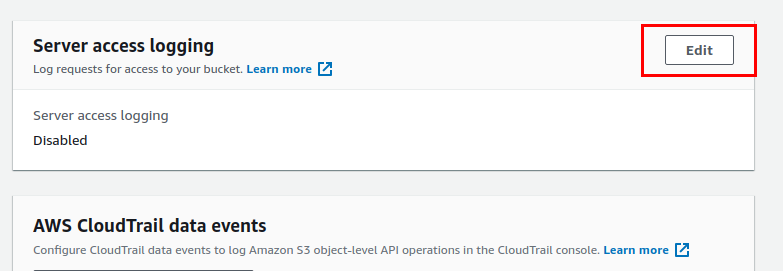 Server access logging
Edit
Log requests for access to your bucket. Learn more
Server access logging
Disabled
AWS CloudTrail data events
Configure CloudTrail data events to log Amazon S3 object-level API operations in the CloudTrail console. Learn more